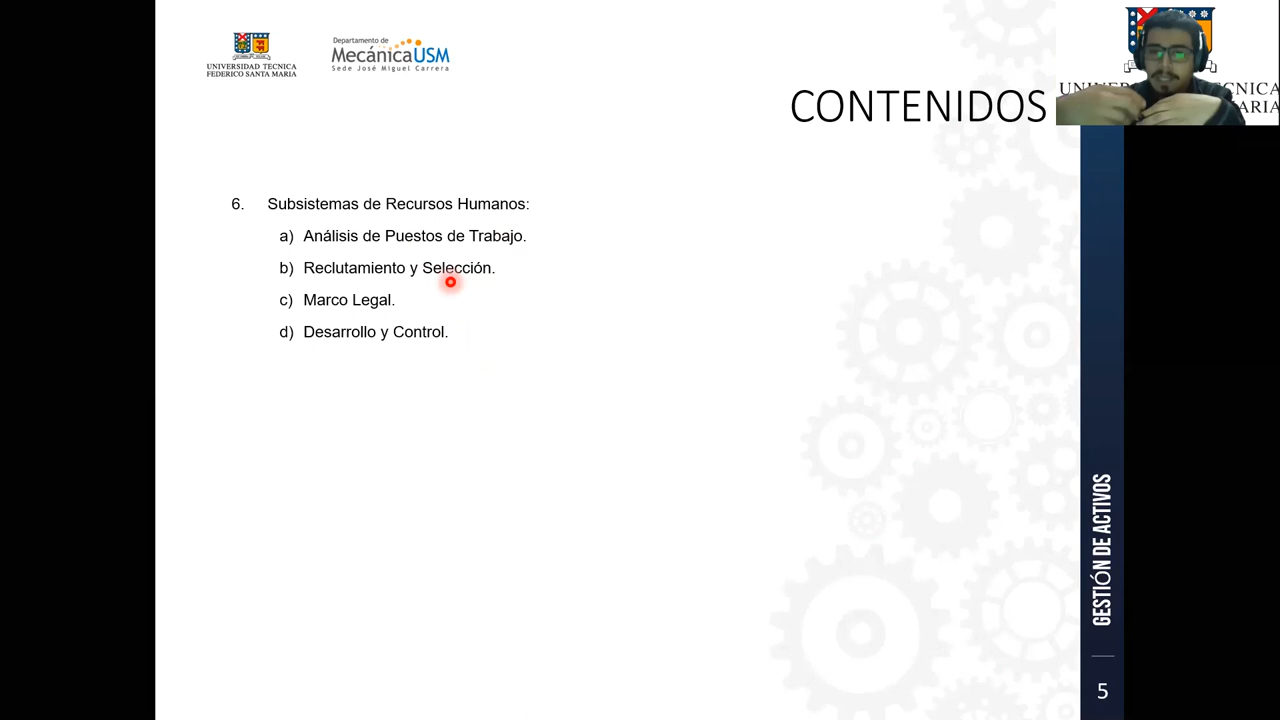 UNIVERSIDAD TECNICA
FEDERICO SANTA MARIA
Departamento de
MecánicaUSM
Sede José Miguel Carrera
CONTENIDOS
6. Subsistemas de Recursos Humanos:
a) Análisis de Puestos de Trabajo.
b) Reclutamiento y Selección.
c) Marco Legal.
d) Desarrollo y Control.
GESTIÓN DE ACTIVOS
5